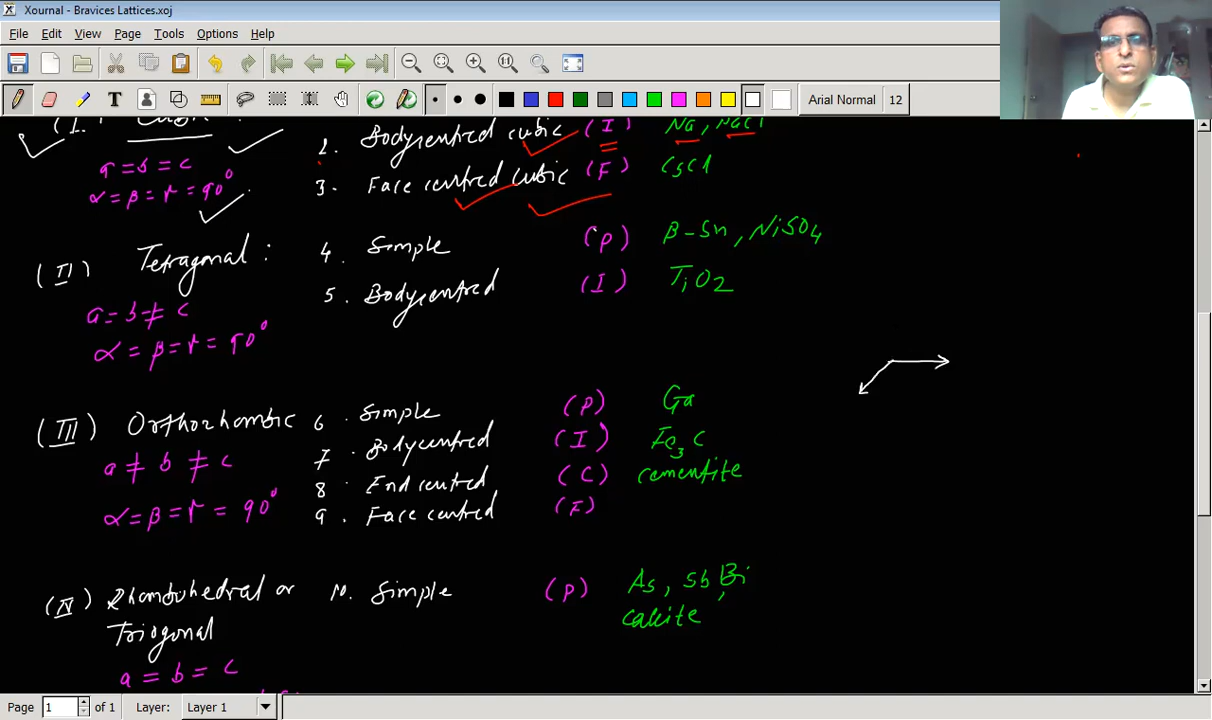 Xournal - Bravices Lattices.xoj
File Edit View Page Tools Options Help
Arial Normal 12
a = b = c
α = β = γ = 90°
2. Bodycentred cubic (I) Na, NaCl
3. Face centred cubic (F) CsCl
(II) Tetragonal :
a = b ≠ c
α = β = γ = 90°
4. Simple (P) β-Sn, NiSO4
5. Bodycentred (I) TiO2
(III) Orthorhombic
a ≠ b ≠ c
α = β = γ = 90°
6. Simple (P) Ga
7. Bodycentred (I) Fe3C
8. End centred (C) cementite
9. Face centred (F)
(IV) Rhombohedral or
Triogonal
a = b = c
10. Simple (P) As, Sb, Bi
calcite
Page 1 of 1 Layer: Layer 1